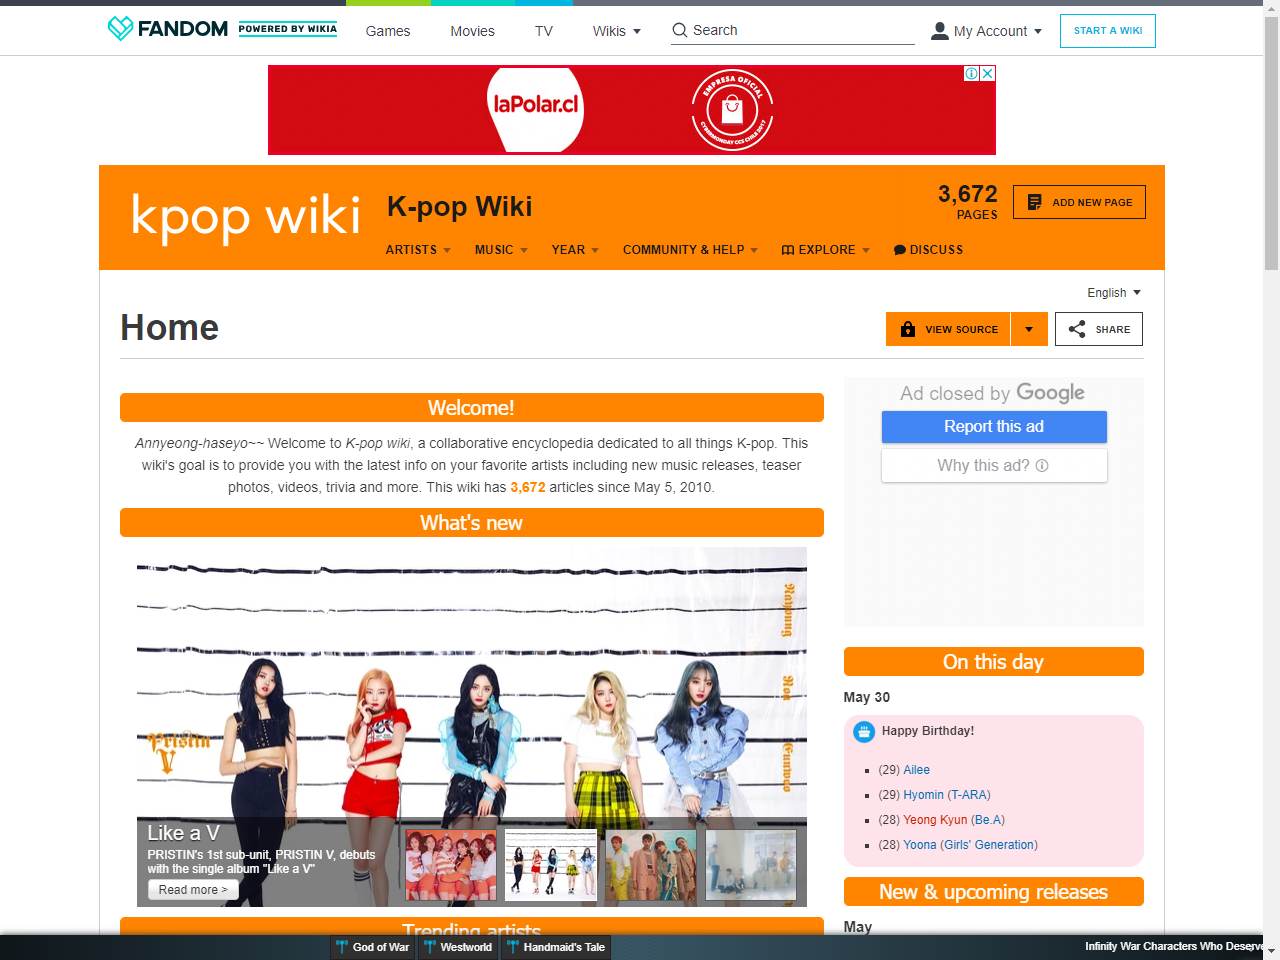 FANDOM
POWERED BY WIKIA
Games
Movies
TV
Wikis
Search
My Account
START A WIKI
laPolar.cl
EMPRESA OFICIAL
CYBERMONDAY CCS CHILE 2017
kpop wiki
K-pop Wiki
3,672
PAGES
ADD NEW PAGE
ARTISTS
MUSIC
YEAR
COMMUNITY & HELP
EXPLORE
DISCUSS
English
Home
VIEW SOURCE
SHARE
Welcome!
Annyeong-haseyo~~ Welcome to K-pop wiki, a collaborative encyclopedia dedicated to all things K-pop. This
wiki's goal is to provide you with the latest info on your favorite artists including new music releases, teaser
photos, videos, trivia and more. This wiki has 3,672 articles since May 5, 2010.
What's new
Pristin
V
Nayoung
Roa
Eunwoo
Like a V
PRISTIN's 1st sub-unit, PRISTIN V, debuts
with the single album "Like a V"
Read more >
Trending artists
Ad closed by Google
Report this ad
Why this ad?
On this day
May 30
Happy Birthday!
(29) Ailee
(29) Hyomin (T-ARA)
(28) Yeong Kyun (Be.A)
(28) Yoona (Girls' Generation)
New & upcoming releases
May
God of War
Westworld
Handmaid's Tale
Infinity War Characters Who Deserve